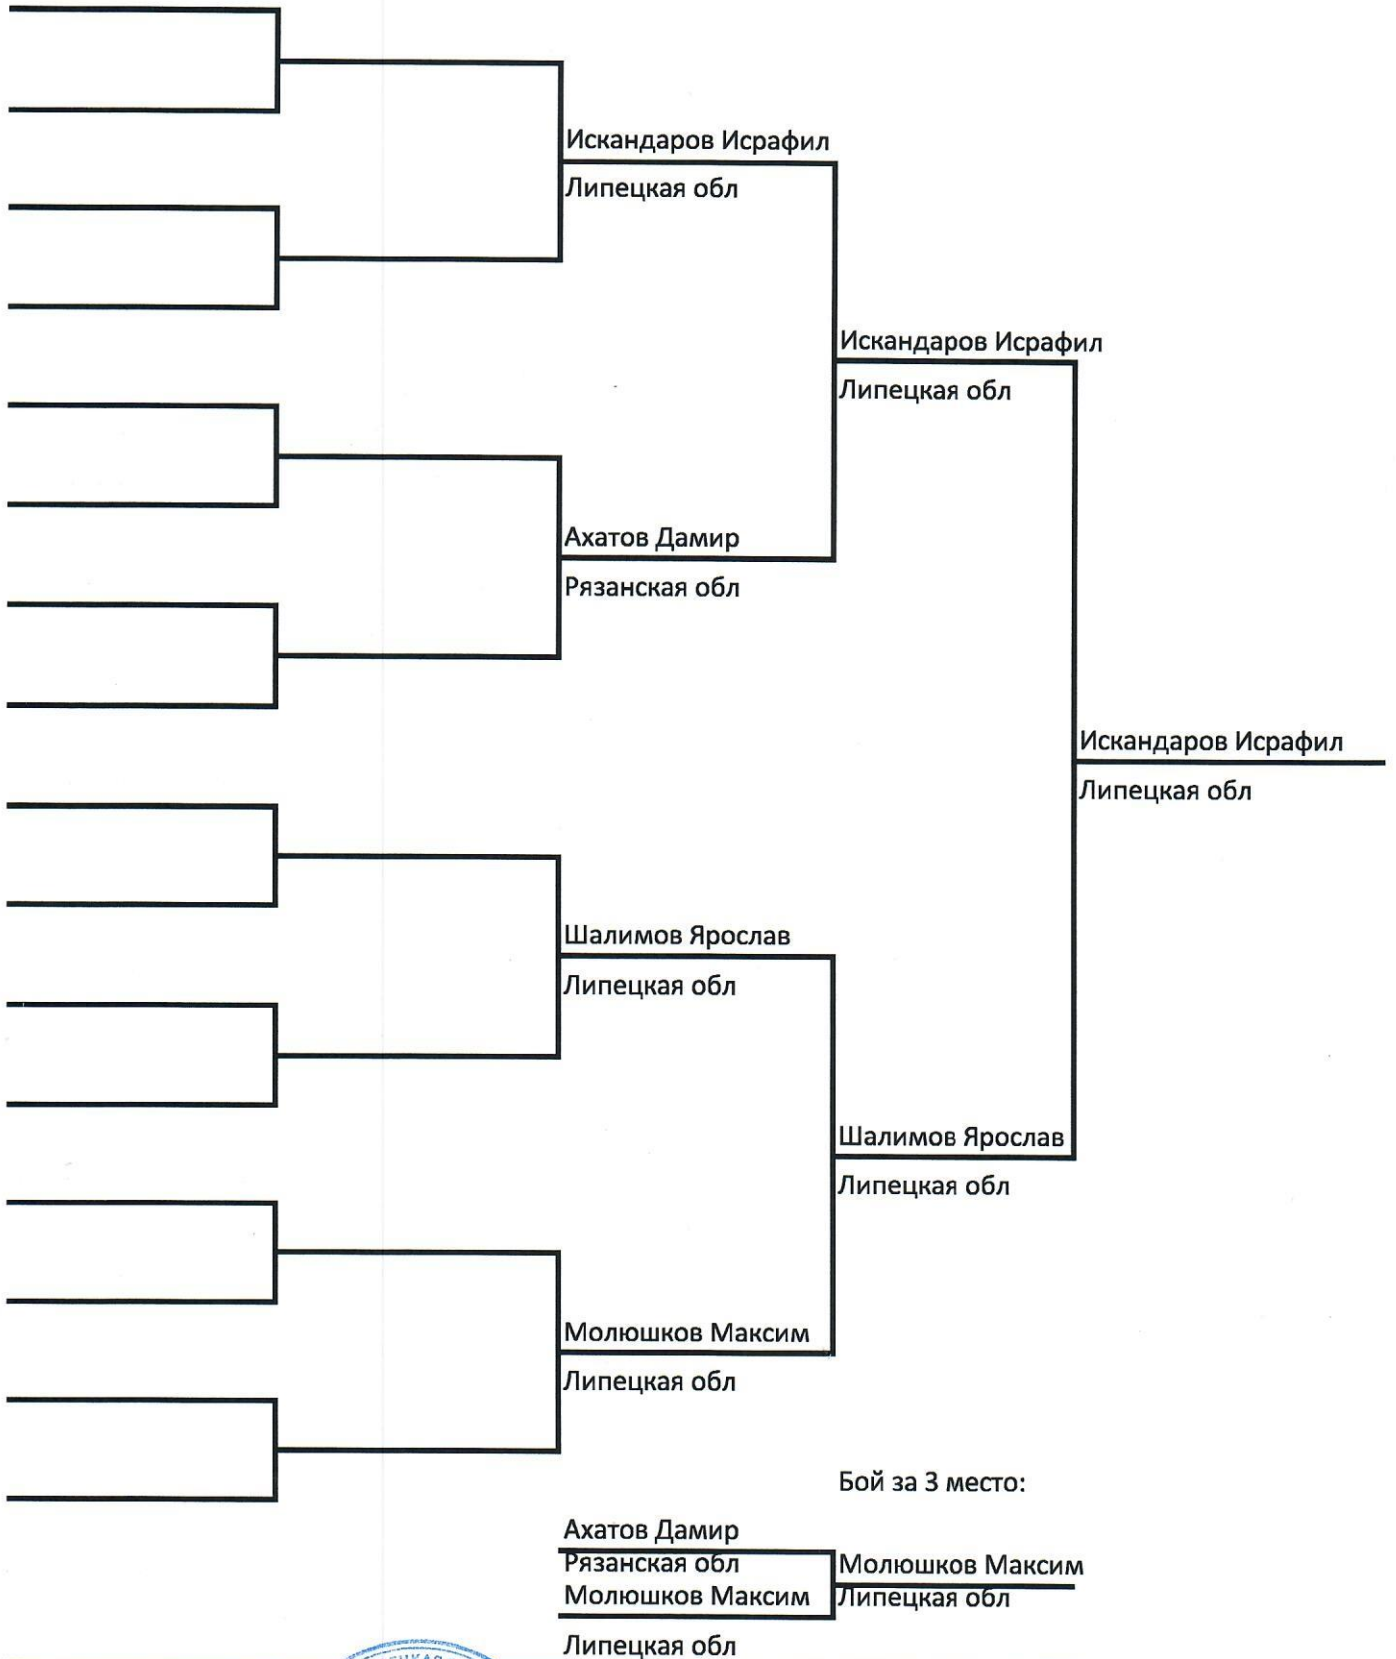 Искандаров Исрафил
Липецкая обл
Искандаров Исрафил
Липецкая обл
Ахатов Дамир
Рязанская обл
Искандаров Исрафил
Липецкая обл
Шалимов Ярослав
Липецкая обл
Шалимов Ярослав
Липецкая обл
Молюшков Максим
Липецкая обл
Бой за 3 место:
Ахатов Дамир
Рязанская обл
Молюшков Максим
Молюшков Максим
Липецкая обл
Липецкая обл